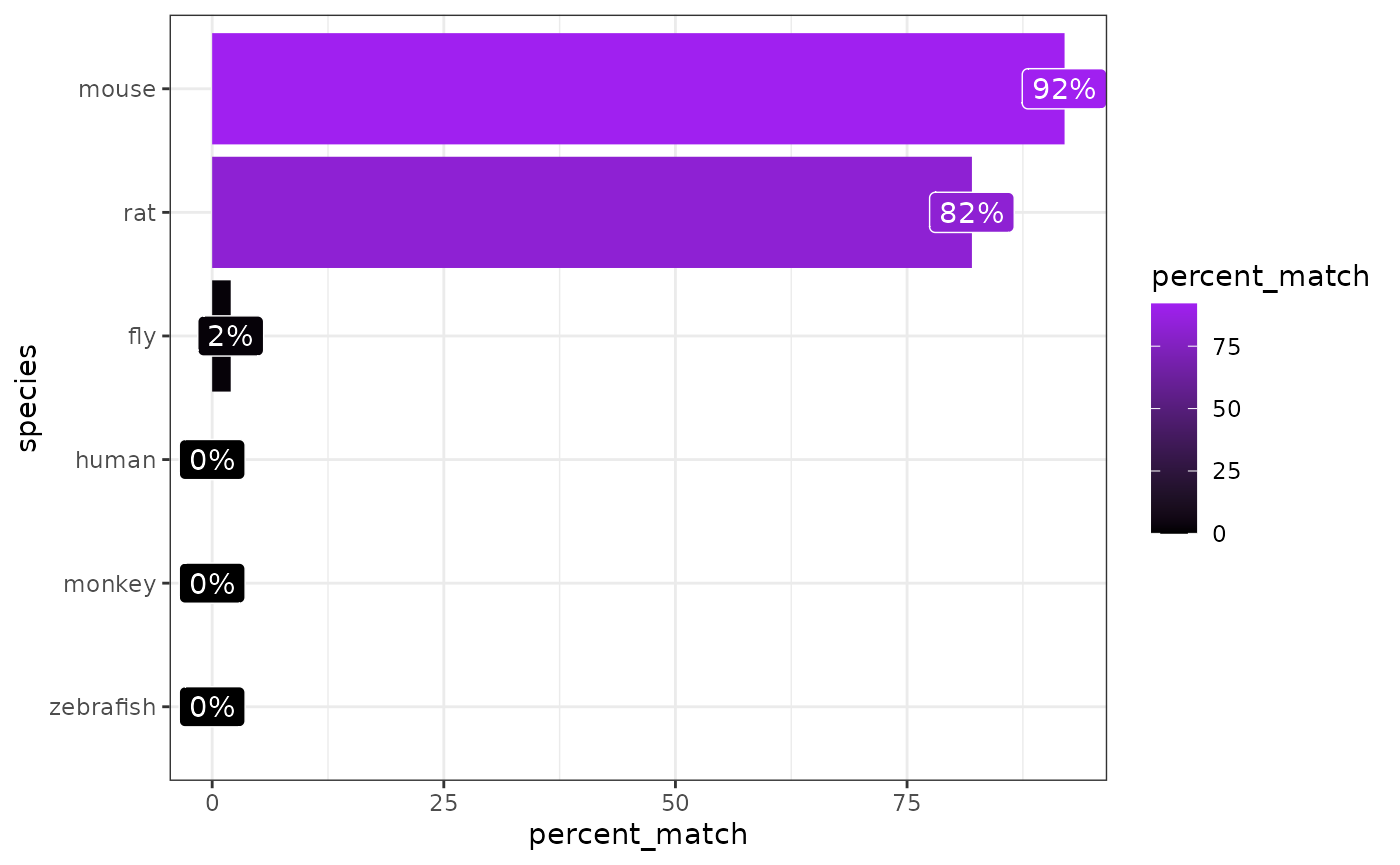 mouse
92%
rat
82%
fly
2%
human
0%
monkey
0%
zebrafish
0%
species
0
25
50
75
percent_match
percent_match
75
50
25
0